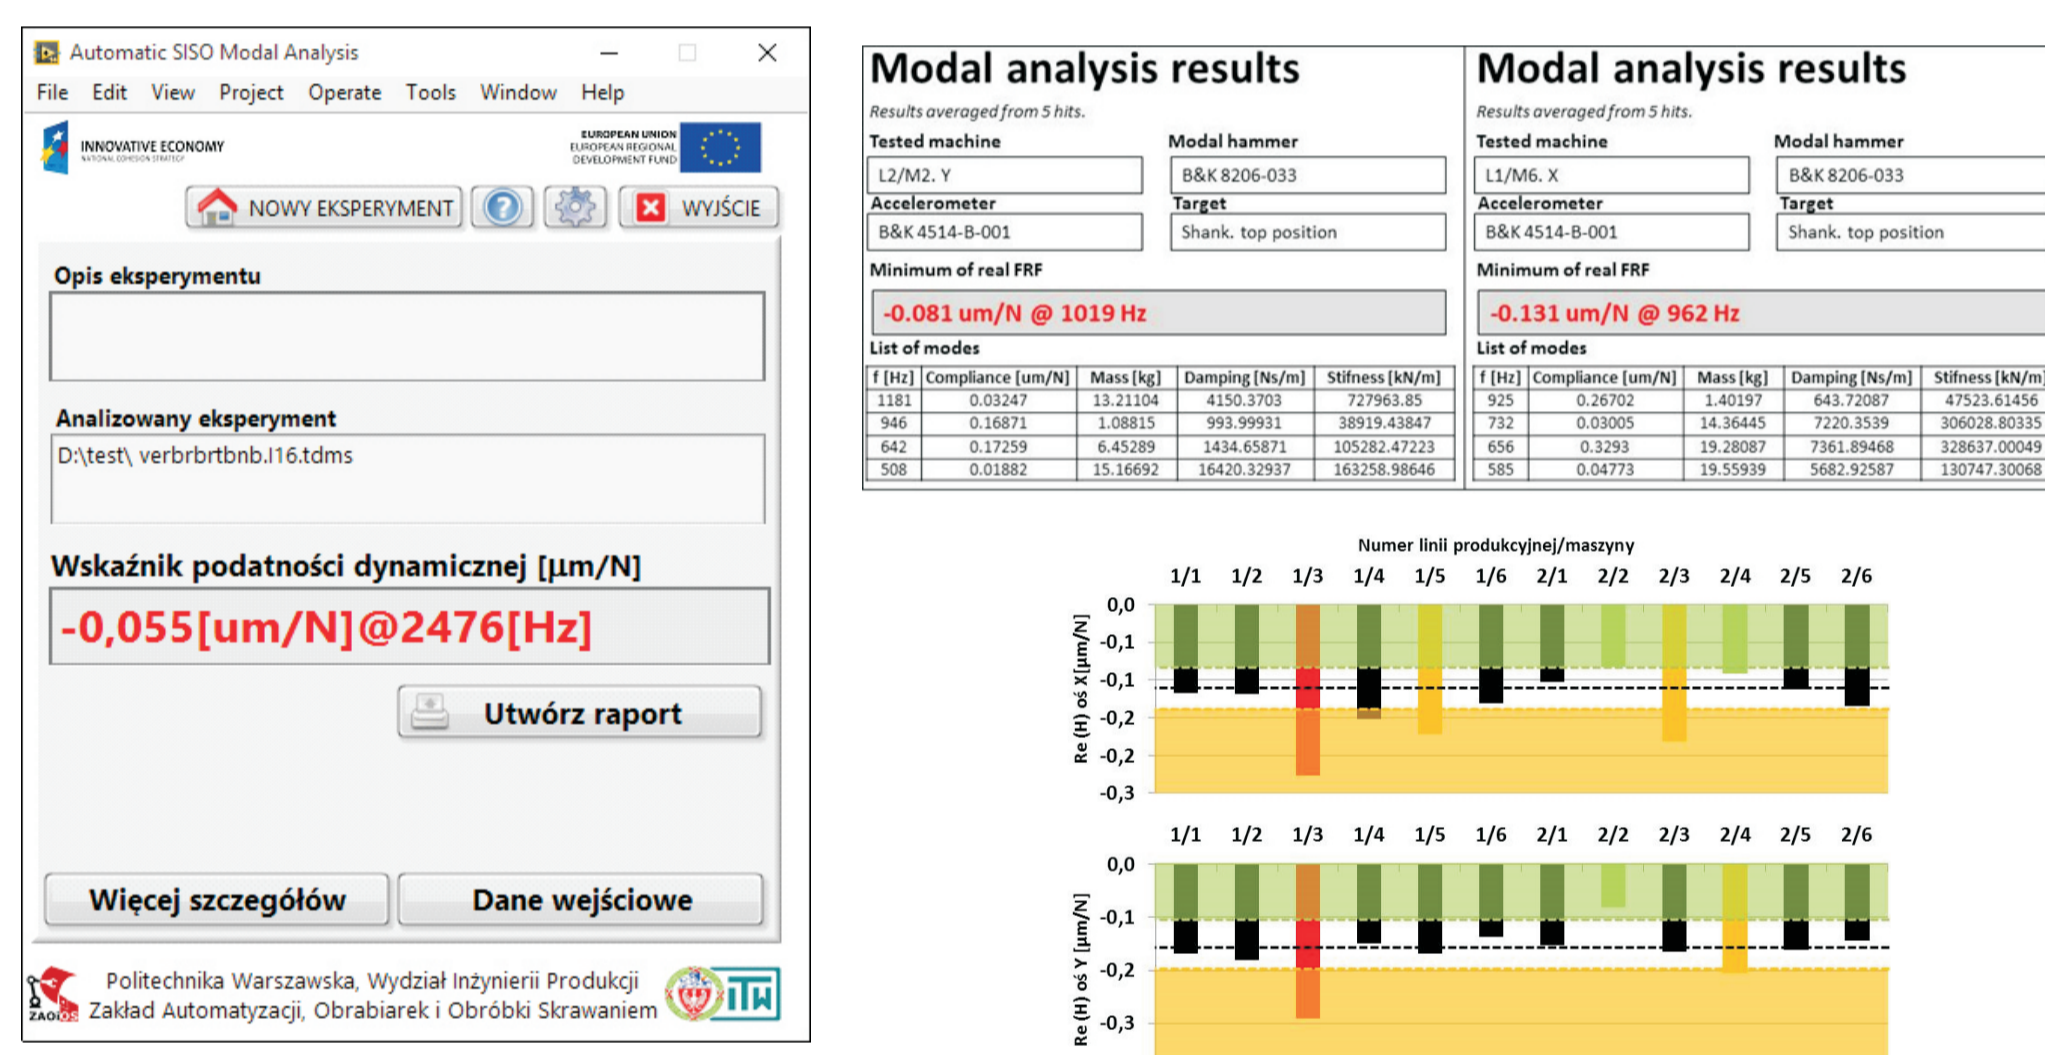 Automatic SISO Modal Analysis
File Edit View Project Operate Tools Window Help
INNOVATIVE ECONOMY
NATIONAL COHESION STRATEGY
EUROPEAN UNION
EUROPEAN REGIONAL
DEVELOPMENT FUND
NOWY EKSPERYMENT ? WYJŚCIE
Opis eksperymentu
Analizowany eksperyment
D:\test\ verbrbrtbnb.I16.tdms
Wskaźnik podatności dynamicznej [µm/N]
-0,055[um/N]@2476[Hz]
Utwórz raport
Więcej szczegółów Dane wejściowe
ZAOiOS
Politechnika Warszawska, Wydział Inżynierii Produkcji
Zakład Automatyzacji, Obrabiarek i Obróbki Skrawaniem
iTW
Modal analysis results
Results averaged from 5 hits.
Tested machine Modal hammer
L2/M2. Y B&K 8206-033
Accelerometer Target
B&K 4514-B-001 Shank. top position
Minimum of real FRF
-0.081 um/N @ 1019 Hz
List of modes
f [Hz] Compliance [um/N] Mass [kg] Damping [Ns/m] Stifness [kN/m]
1181 0.03247 13.21104 4150.3703 727963.85
946 0.16871 1.08815 993.99931 38919.43847
642 0.17259 6.45289 1434.65871 105282.47223
508 0.01882 15.16692 16420.32937 163258.98646
Modal analysis results
Results averaged from 5 hits.
Tested machine Modal hammer
L1/M6. X B&K 8206-033
Accelerometer Target
B&K 4514-B-001 Shank. top position
Minimum of real FRF
-0.131 um/N @ 962 Hz
List of modes
f [Hz] Compliance [um/N] Mass [kg] Damping [Ns/m] Stifness [kN/m]
925 0.26702 1.40197 643.72087 47523.61456
732 0.03005 14.36445 7220.3539 306028.80335
656 0.3293 19.28087 7361.89468 328637.00049
585 0.04773 19.55939 5682.92587 130747.30068
Numer linii produkcyjnej/maszyny
1/1 1/2 1/3 1/4 1/5 1/6 2/1 2/2 2/3 2/4 2/5 2/6
Re (H) oś X[µm/N]
0,0
-0,1
-0,1
-0,2
-0,2
-0,3
1/1 1/2 1/3 1/4 1/5 1/6 2/1 2/2 2/3 2/4 2/5 2/6
Re (H) oś Y [µm/N]
0,0
-0,1
-0,2
-0,3